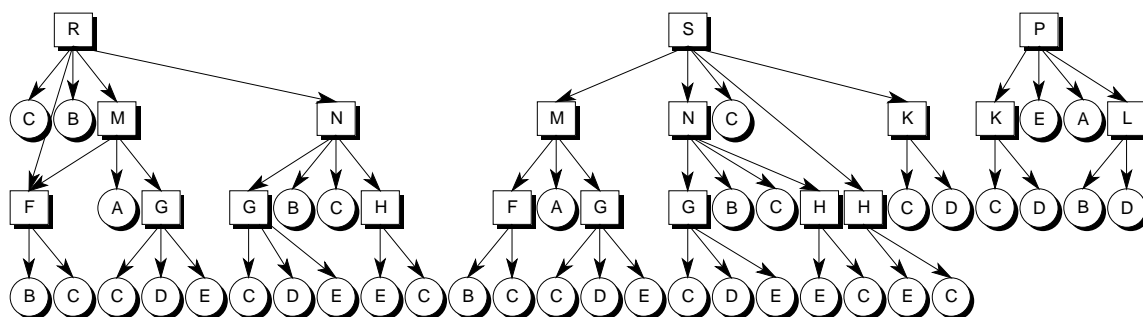 R S P
C B M N M N C K K E A L
F A G G B C H F A G G B C H H C D C D B D
B C C D E C D E E C B C C D E C D E E C E C